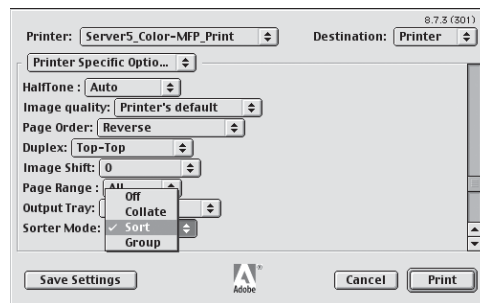 8.7.3 (301)
Printer: Server5_Color-MFP_Print Destination: Printer
Printer Specific Optio...
HalfTone : Auto
Image quality: Printer's default
Page Order: Reverse
Duplex: Top-Top
Image Shift: 0
Page Range : All
Off
Output Tray:
Collate
Sorter Mode: ✓ Sort
Group
Save Settings Adobe® Cancel Print